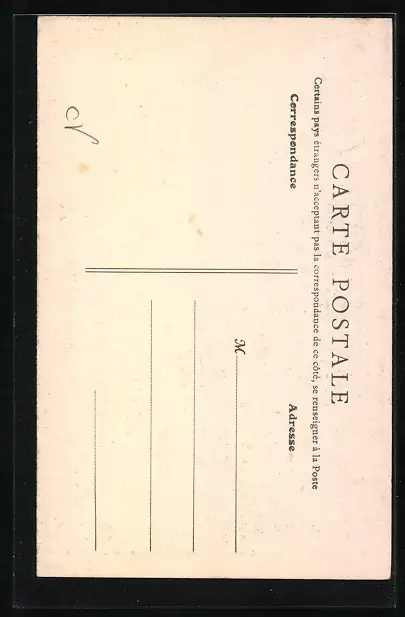 CARTE POSTALE
Certains pays étrangers n'acceptant pas la correspondance de ce côté, se renseigner à la Poste
Correspondance
Adresse
M